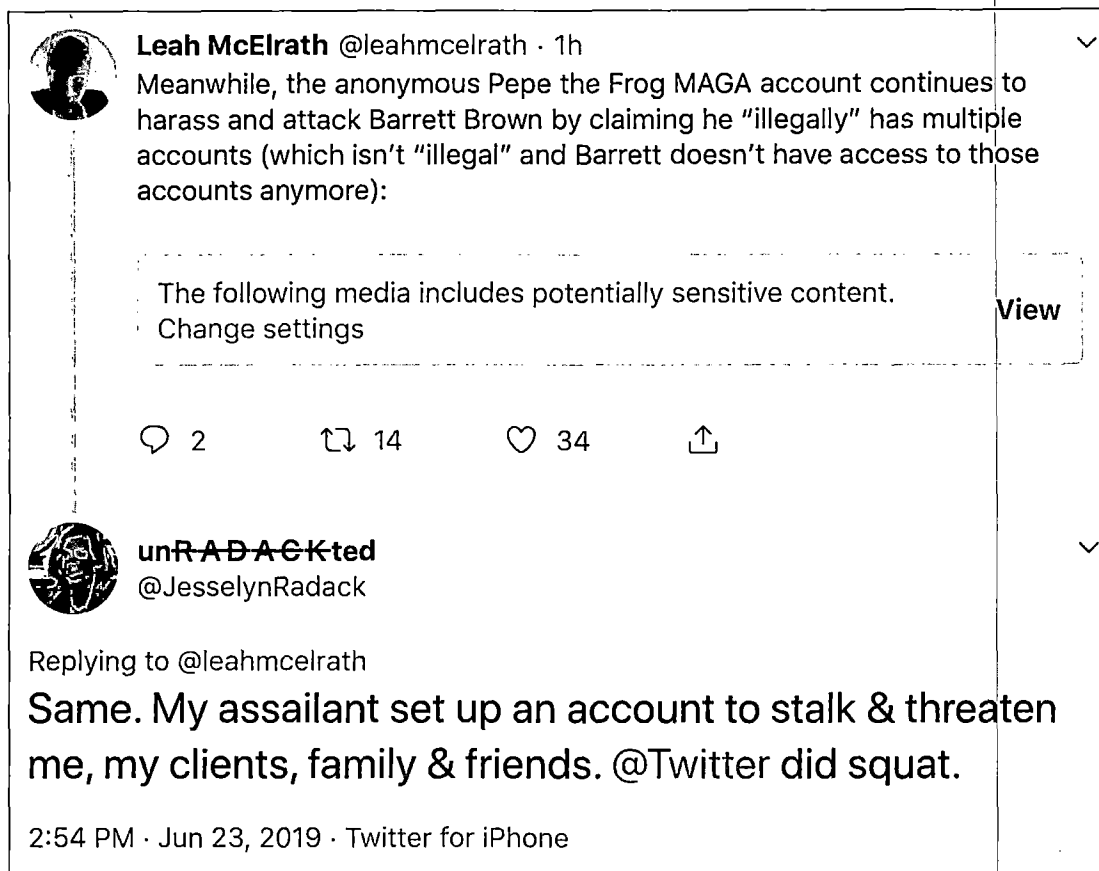 Leah McElrath @leahmcelrath · 1h
Meanwhile, the anonymous Pepe the Frog MAGA account continues to
harass and attack Barrett Brown by claiming he “illegally” has multiple
accounts (which isn’t “illegal” and Barrett doesn’t have access to those
accounts anymore):
The following media includes potentially sensitive content.
Change settings
View
2 14 34
unRADACKted
@JesselynRadack
Replying to @leahmcelrath
Same. My assailant set up an account to stalk & threaten
me, my clients, family & friends. @Twitter did squat.
2:54 PM · Jun 23, 2019 · Twitter for iPhone